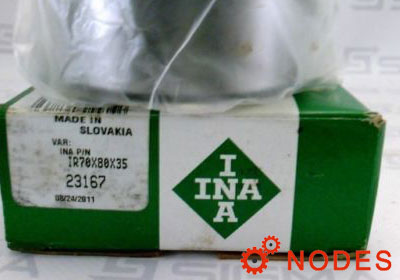 MADE IN
SLOVAKIA
VAR:
INA P/N
IR70X80X35
23167
08/24/2011
I
INA
A
NODES